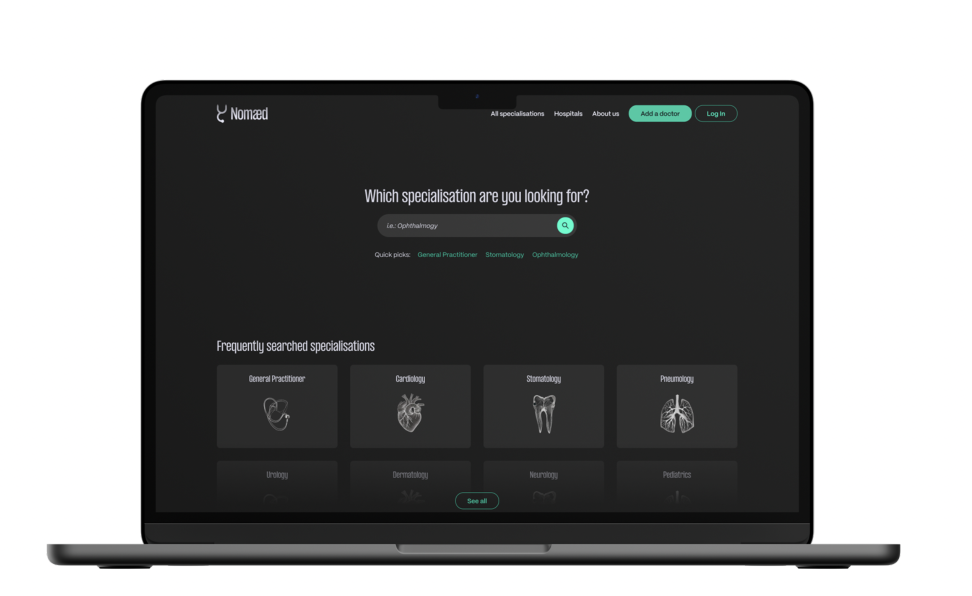 Nomæd
All specialisations Hospitals About us Add a doctor Log In
Which specialisation are you looking for?
i.e.: Ophthalmogy
Quick picks: General Practitioner Stomatology Ophthalmology
Frequently searched specialisations
General Practitioner Cardiology Stomatology Pneumology
Urology Dermatology Neurology Pediatrics
See all